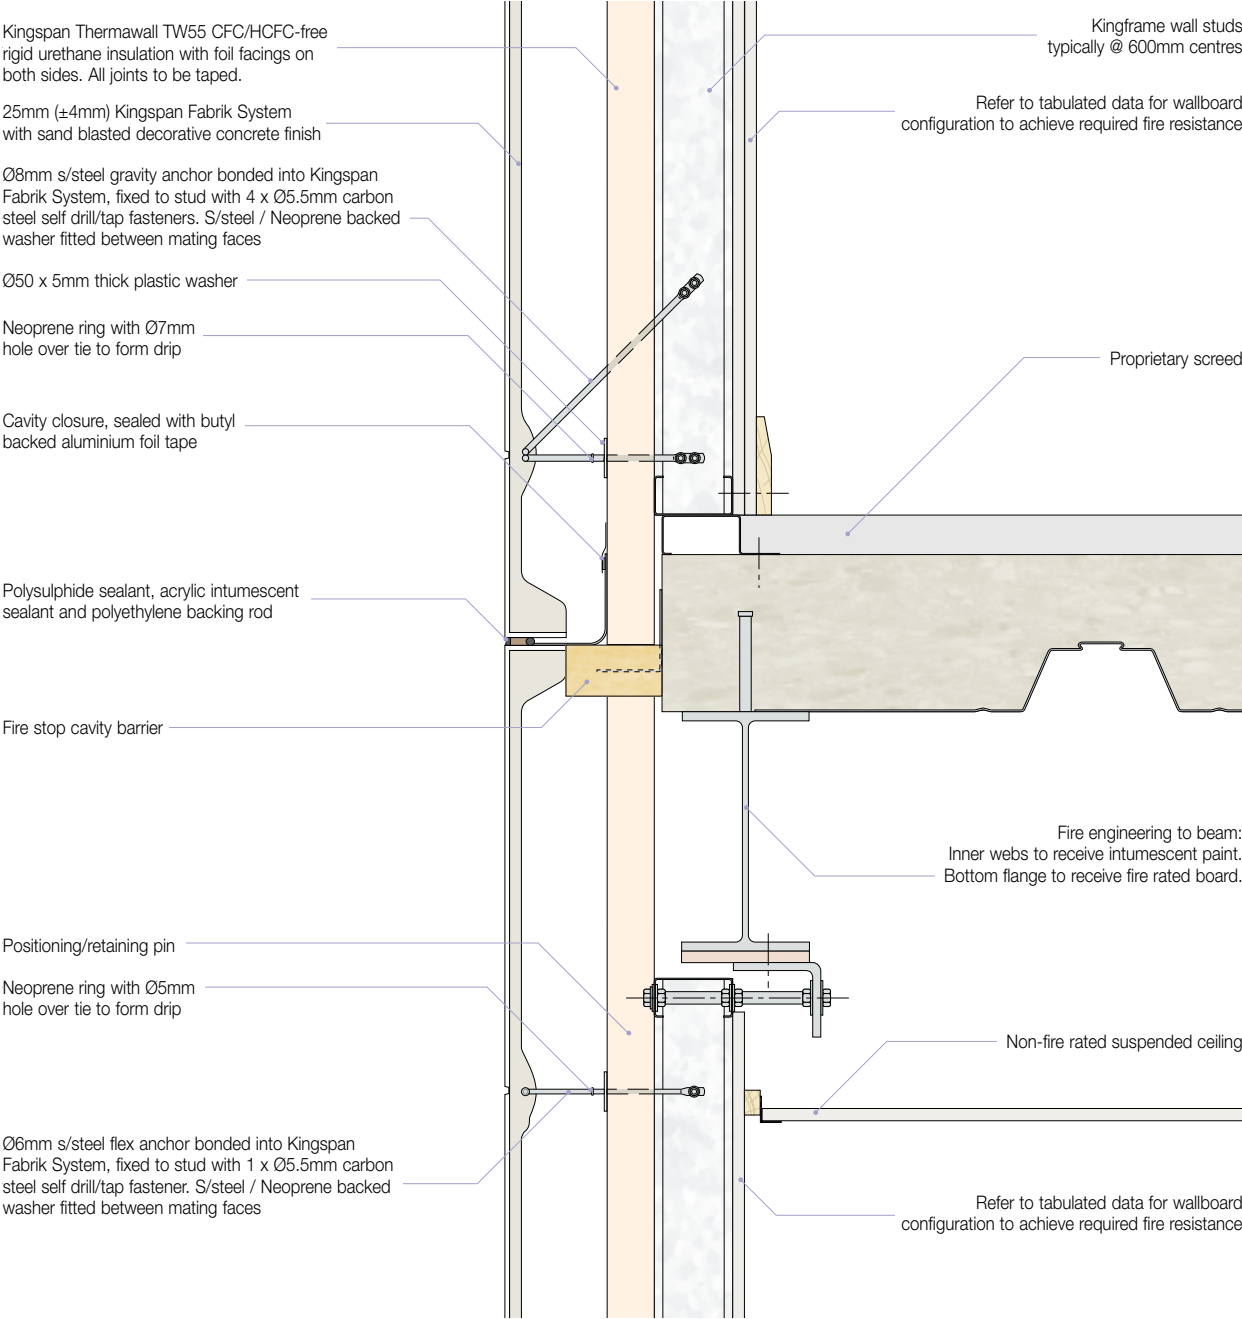 Kingspan Thermawall TW55 CFC/HCFC-free
rigid urethane insulation with foil facings on
both sides. All joints to be taped.
25mm (±4mm) Kingspan Fabrik System
with sand blasted decorative concrete finish
Ø8mm s/steel gravity anchor bonded into Kingspan
Fabrik System, fixed to stud with 4 x Ø5.5mm carbon
steel self drill/tap fasteners. S/steel / Neoprene backed
washer fitted between mating faces
Ø50 x 5mm thick plastic washer
Neoprene ring with Ø7mm
hole over tie to form drip
Cavity closure, sealed with butyl
backed aluminium foil tape
Polysulphide sealant, acrylic intumescent
sealant and polyethylene backing rod
Fire stop cavity barrier
Positioning/retaining pin
Neoprene ring with Ø5mm
hole over tie to form drip
Ø6mm s/steel flex anchor bonded into Kingspan
Fabrik System, fixed to stud with 1 x Ø5.5mm carbon
steel self drill/tap fastener. S/steel / Neoprene backed
washer fitted between mating faces
Kingframe wall studs
typically @ 600mm centres
Refer to tabulated data for wallboard
configuration to achieve required fire resistance
Proprietary screed
Fire engineering to beam:
Inner webs to receive intumescent paint.
Bottom flange to receive fire rated board.
Non-fire rated suspended ceiling
Refer to tabulated data for wallboard
configuration to achieve required fire resistance